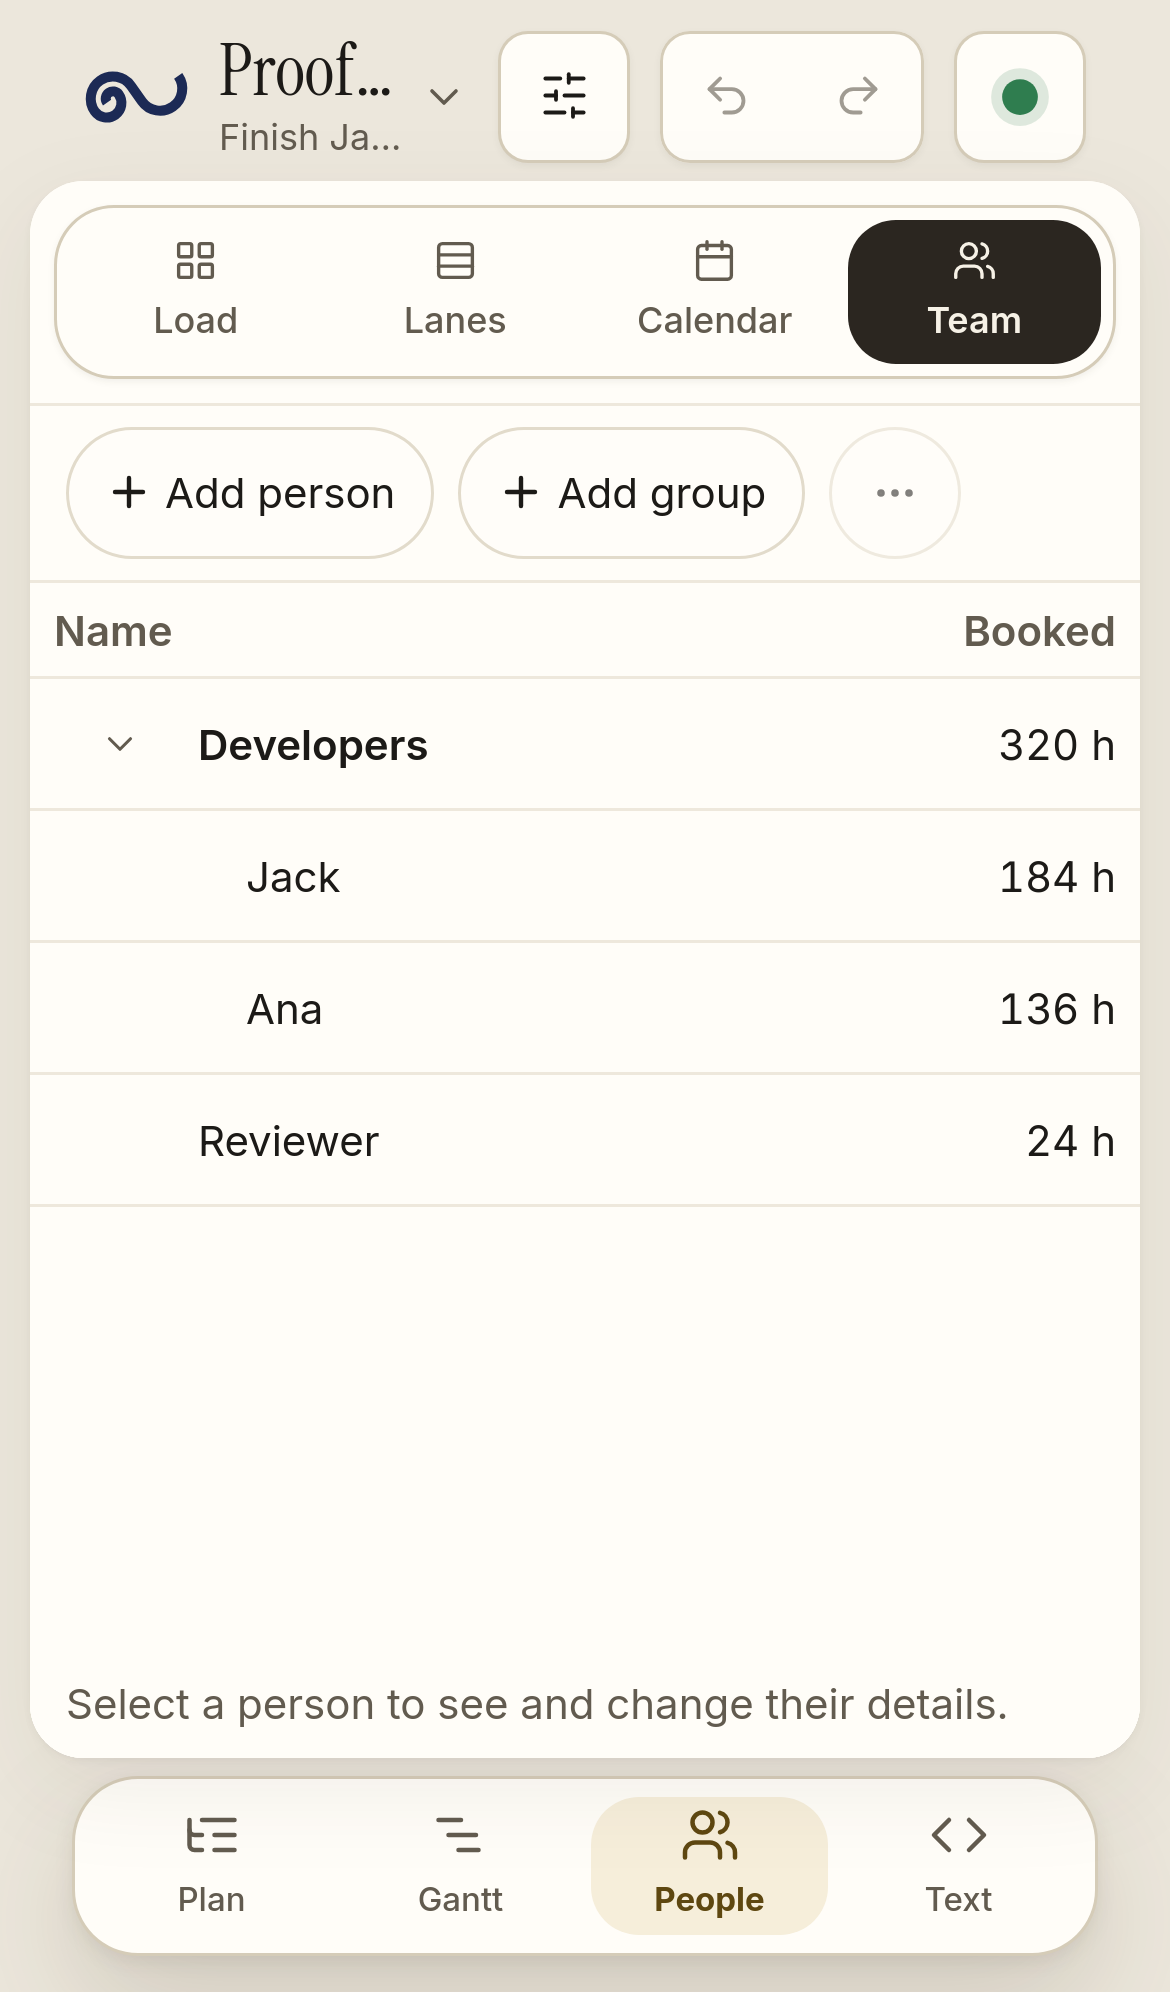 Proof...
Finish Ja...
Load Lanes Calendar Team
+ Add person + Add group ...
Name Booked
Developers 320 h
Jack 184 h
Ana 136 h
Reviewer 24 h
Select a person to see and change their details.
Plan Gantt People Text